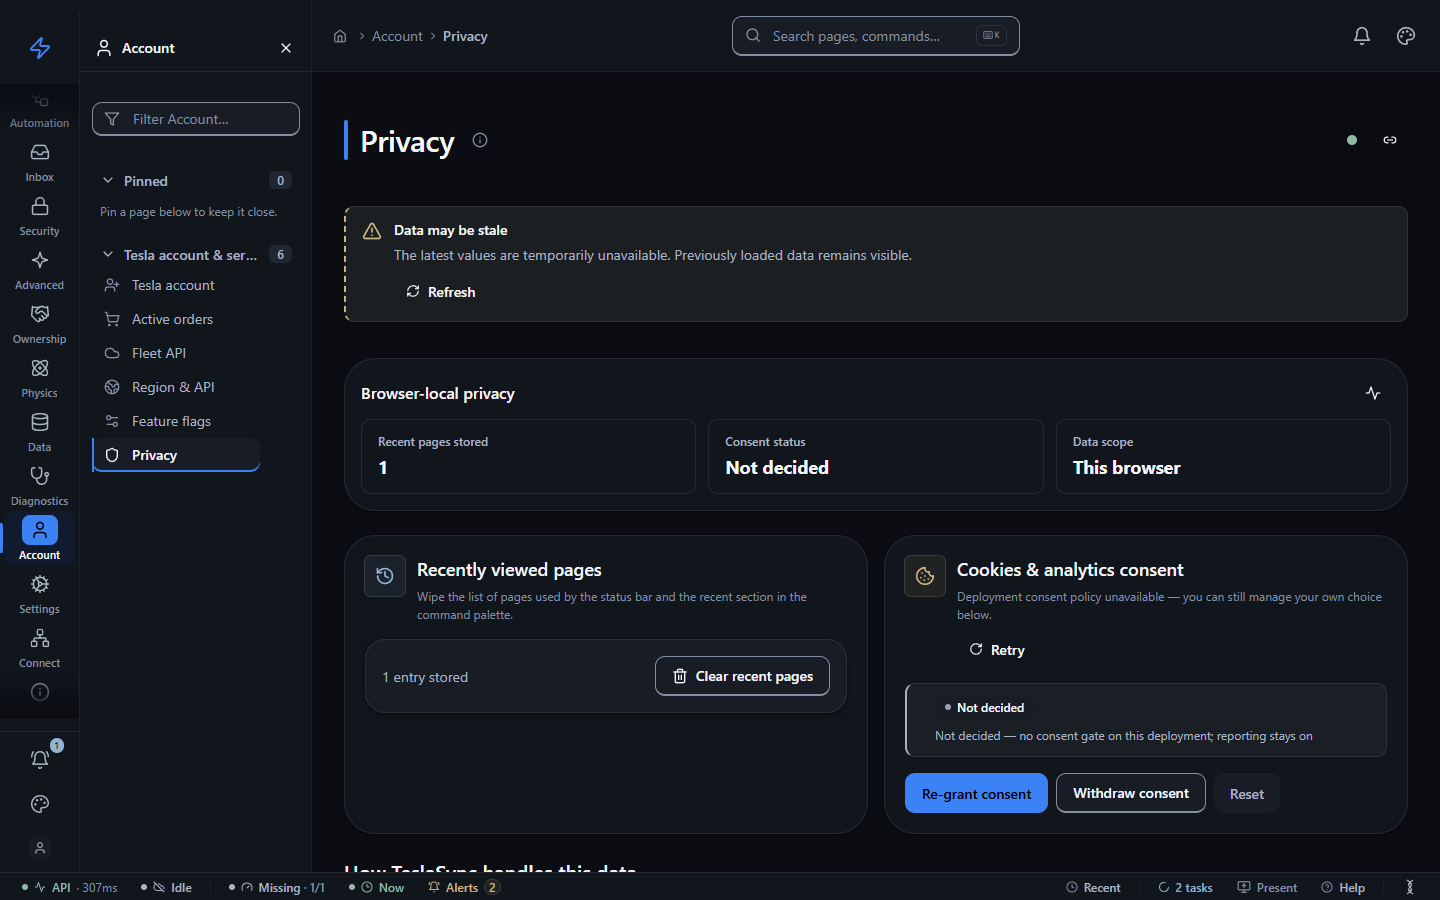 Automation
Inbox
Security
Advanced
Ownership
Physics
Data
Diagnostics
Account
Settings
Connect
1
Account
Filter Account...
Pinned 0
Pin a page below to keep it close.
Tesla account & ser... 6
Tesla account
Active orders
Fleet API
Region & API
Feature flags
Privacy
Account
Privacy
Search pages, commands...
K
Privacy
Data may be stale
The latest values are temporarily unavailable. Previously loaded data remains visible.
Refresh
Browser-local privacy
Recent pages stored
1
Consent status
Not decided
Data scope
This browser
Recently viewed pages
Wipe the list of pages used by the status bar and the recent section in the
command palette.
1 entry stored
Clear recent pages
Cookies & analytics consent
Deployment consent policy unavailable — you can still manage your own choice
below.
Retry
Not decided
Not decided — no consent gate on this deployment; reporting stays on
Re-grant consent
Withdraw consent
Reset
How TeslaSync handles this data
API · 307ms
Idle
Missing · 1/1
Now
Alerts 2
Recent
2 tasks
Present
Help